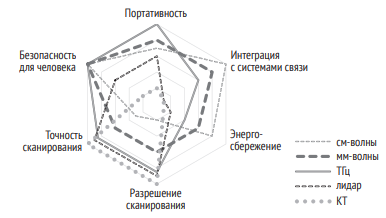 Портативность
Безопасность
для человека
Интеграция
с системами связи
Точность
сканирования
Энерго-
сбережение
Разрешение
сканирования
см-волны
мм-волны
ТГц
лидар
КТ